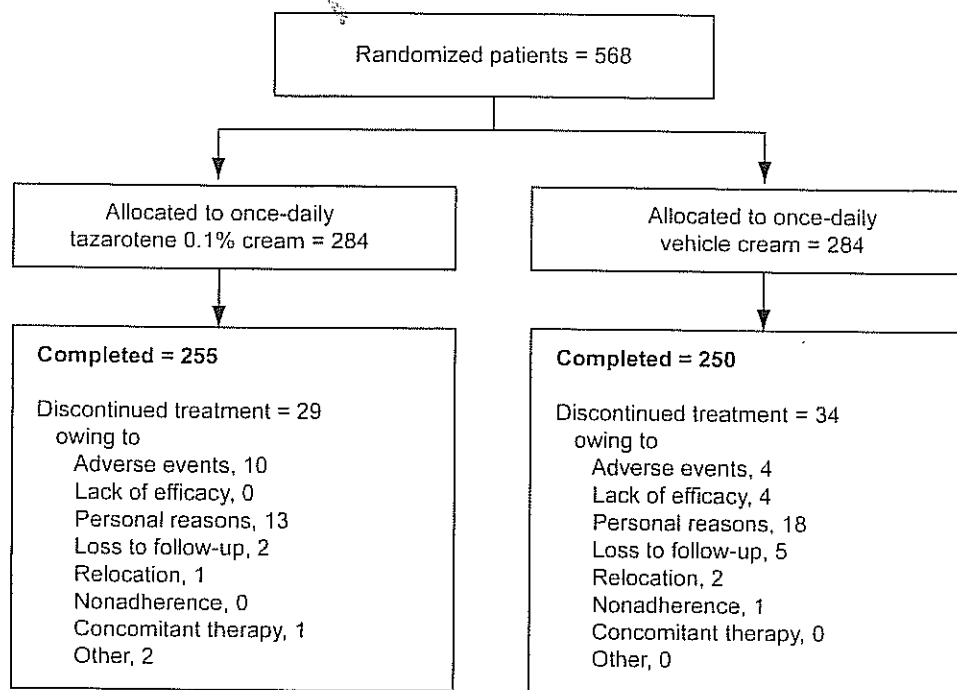 Randomized patients = 568
Allocated to once-daily
tazarotene 0.1% cream = 284
Allocated to once-daily
vehicle cream = 284
Completed = 255
Discontinued treatment = 29
owing to
Adverse events, 10
Lack of efficacy, 0
Personal reasons, 13
Loss to follow-up, 2
Relocation, 1
Nonadherence, 0
Concomitant therapy, 1
Other, 2
Completed = 250
Discontinued treatment = 34
owing to
Adverse events, 4
Lack of efficacy, 4
Personal reasons, 18
Loss to follow-up, 5
Relocation, 2
Nonadherence, 1
Concomitant therapy, 0
Other, 0